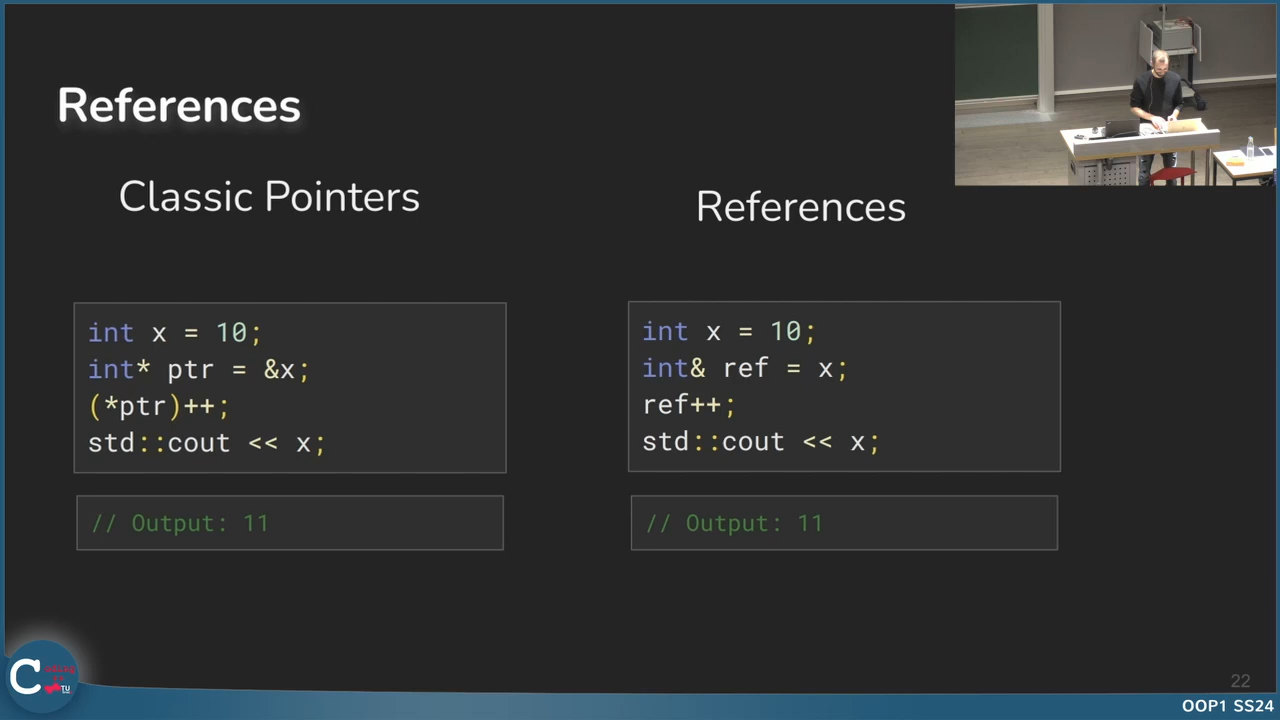 References
Classic Pointers
int x = 10;
int* ptr = &x;
(*ptr)++;
std::cout << x;
// Output: 11
References
int x = 10;
int& ref = x;
ref++;
std::cout << x;
// Output: 11
C
TU
22
OOP1 SS24